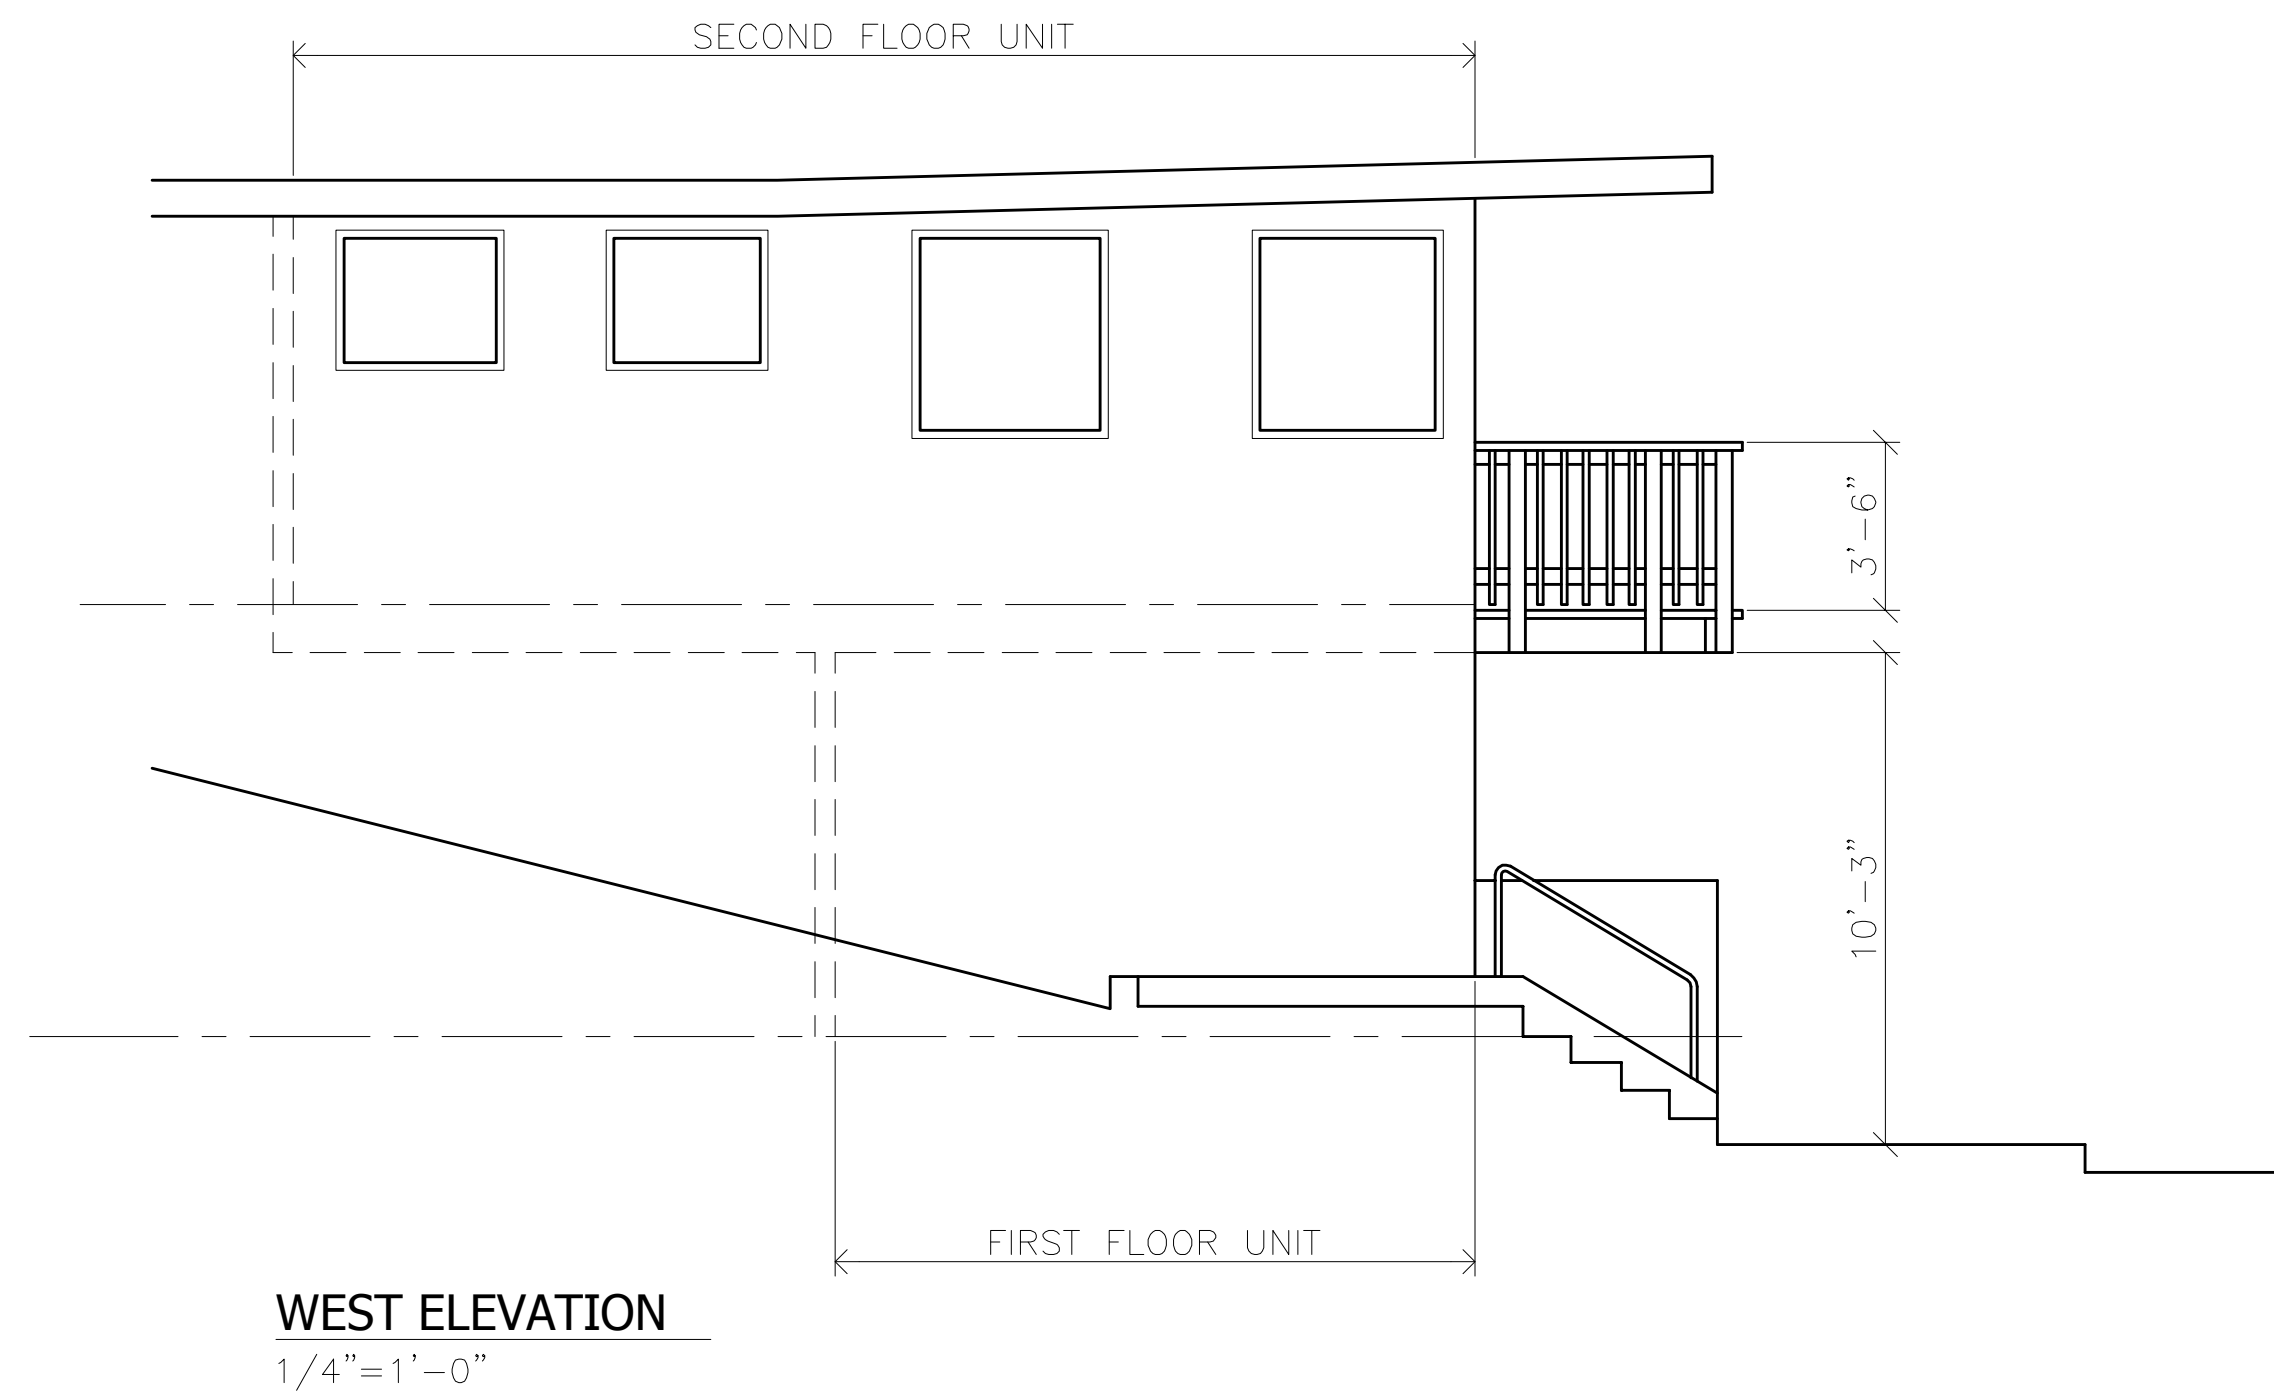 SECOND FLOOR UNIT
3'-6"
10'-3"
FIRST FLOOR UNIT
WEST ELEVATION
1/4"=1'-0"